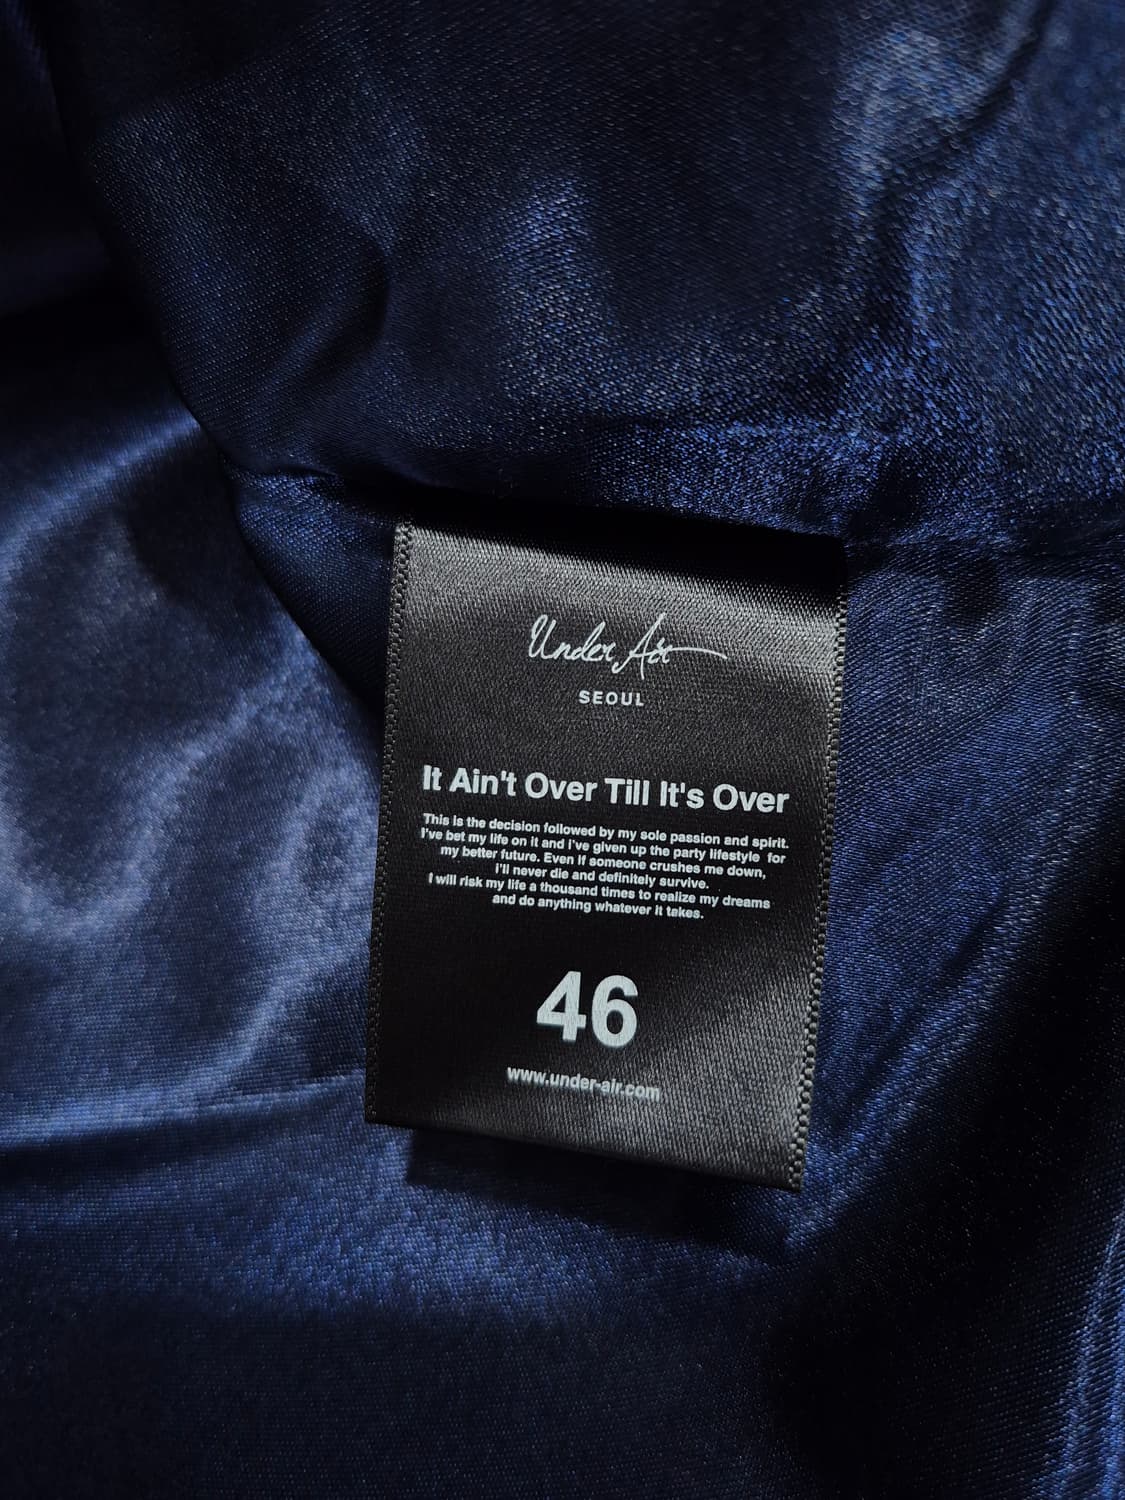 Under Air
SEOUL
It Ain't Over Till It's Over
This is the decision followed by my sole passion and spirit.
I've bet my life on it and i've given up the party lifestyle for
my better future. Even if someone crushes me down,
i'll never die and definitely survive.
I will risk my life a thousand times to realize my dreams
and do anything whatever it takes.
46
www.under-air.com